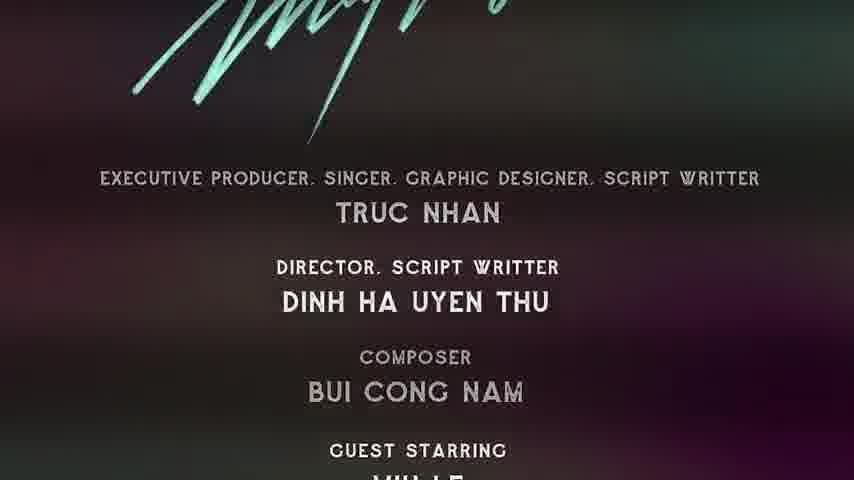 EXECUTIVE PRODUCER. SINGER. GRAPHIC DESIGNER. SCRIPT WRITTER
TRUC NHAN
DIRECTOR. SCRIPT WRITTER
DINH HA UYEN THU
COMPOSER
BUI CONG NAM
GUEST STARRING